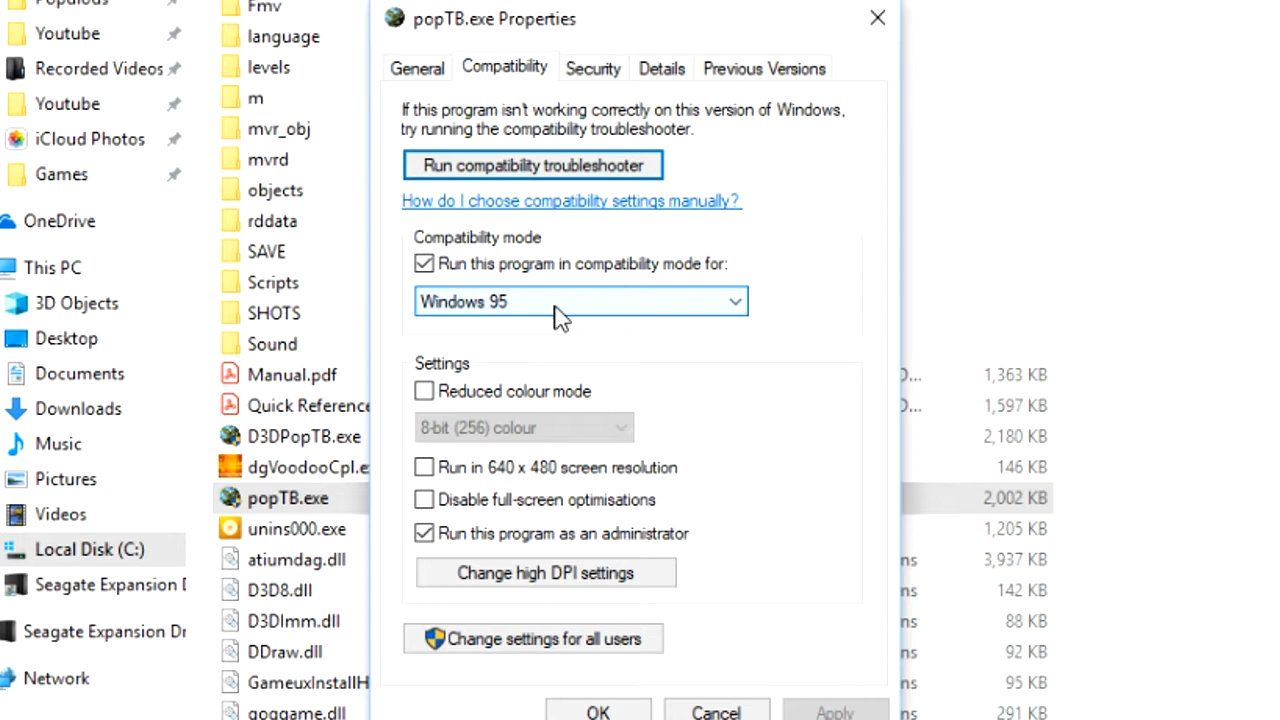 Populous
Youtube
Recorded Videos
Youtube
iCloud Photos
Games
OneDrive
This PC
3D Objects
Desktop
Documents
Downloads
Music
Pictures
Videos
Local Disk (C:)
Seagate Expansion D
Seagate Expansion Dr
Network
Fmv
language
levels
m
mvr_obj
mvrd
objects
rddata
SAVE
Scripts
SHOTS
Sound
Manual.pdf
Quick Reference
D3DPopTB.exe
dgVoodooCpl.e
popTB.exe
unins000.exe
atiumdag.dll
D3D8.dll
D3DImm.dll
DDraw.dll
GameuxInstallH
goggame.dll
popTB.exe Properties
General
Compatibility
Security
Details
Previous Versions
If this program isn't working correctly on this version of Windows,
try running the compatibility troubleshooter.
Run compatibility troubleshooter
How do I choose compatibility settings manually?
Compatibility mode
Run this program in compatibility mode for:
Windows 95
Settings
Reduced colour mode
8-bit (256) colour
Run in 640 x 480 screen resolution
Disable full-screen optimisations
Run this program as an administrator
Change high DPI settings
Change settings for all users
OK
Cancel
Apply
D... 1,363 KB
D... 1,597 KB
2,180 KB
146 KB
2,002 KB
1,205 KB
ns 3,937 KB
ns 142 KB
ns 88 KB
ns 92 KB
ns 95 KB
ns 291 KB